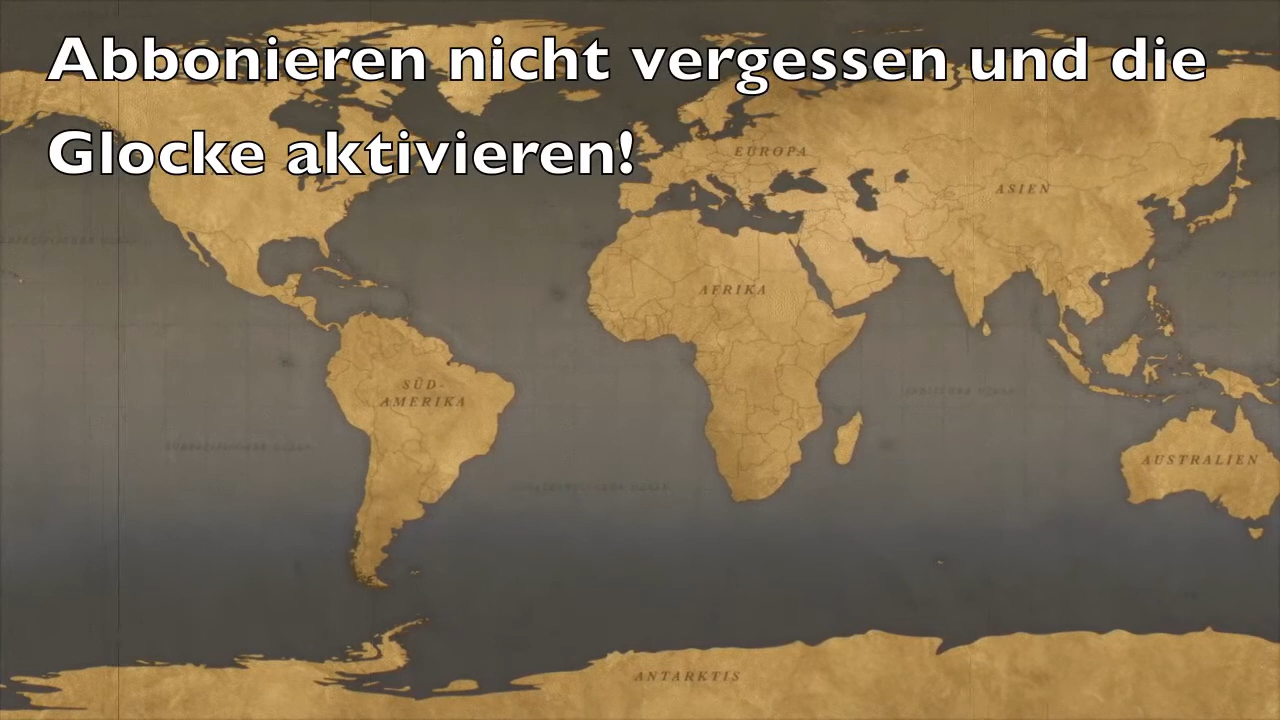 Abbonieren nicht vergessen und die
Glocke aktivieren!
EUROPA
ASIEN
AFRIKA
SÜD-
AMERIKA
AUSTRALIEN
ANTARKTIS